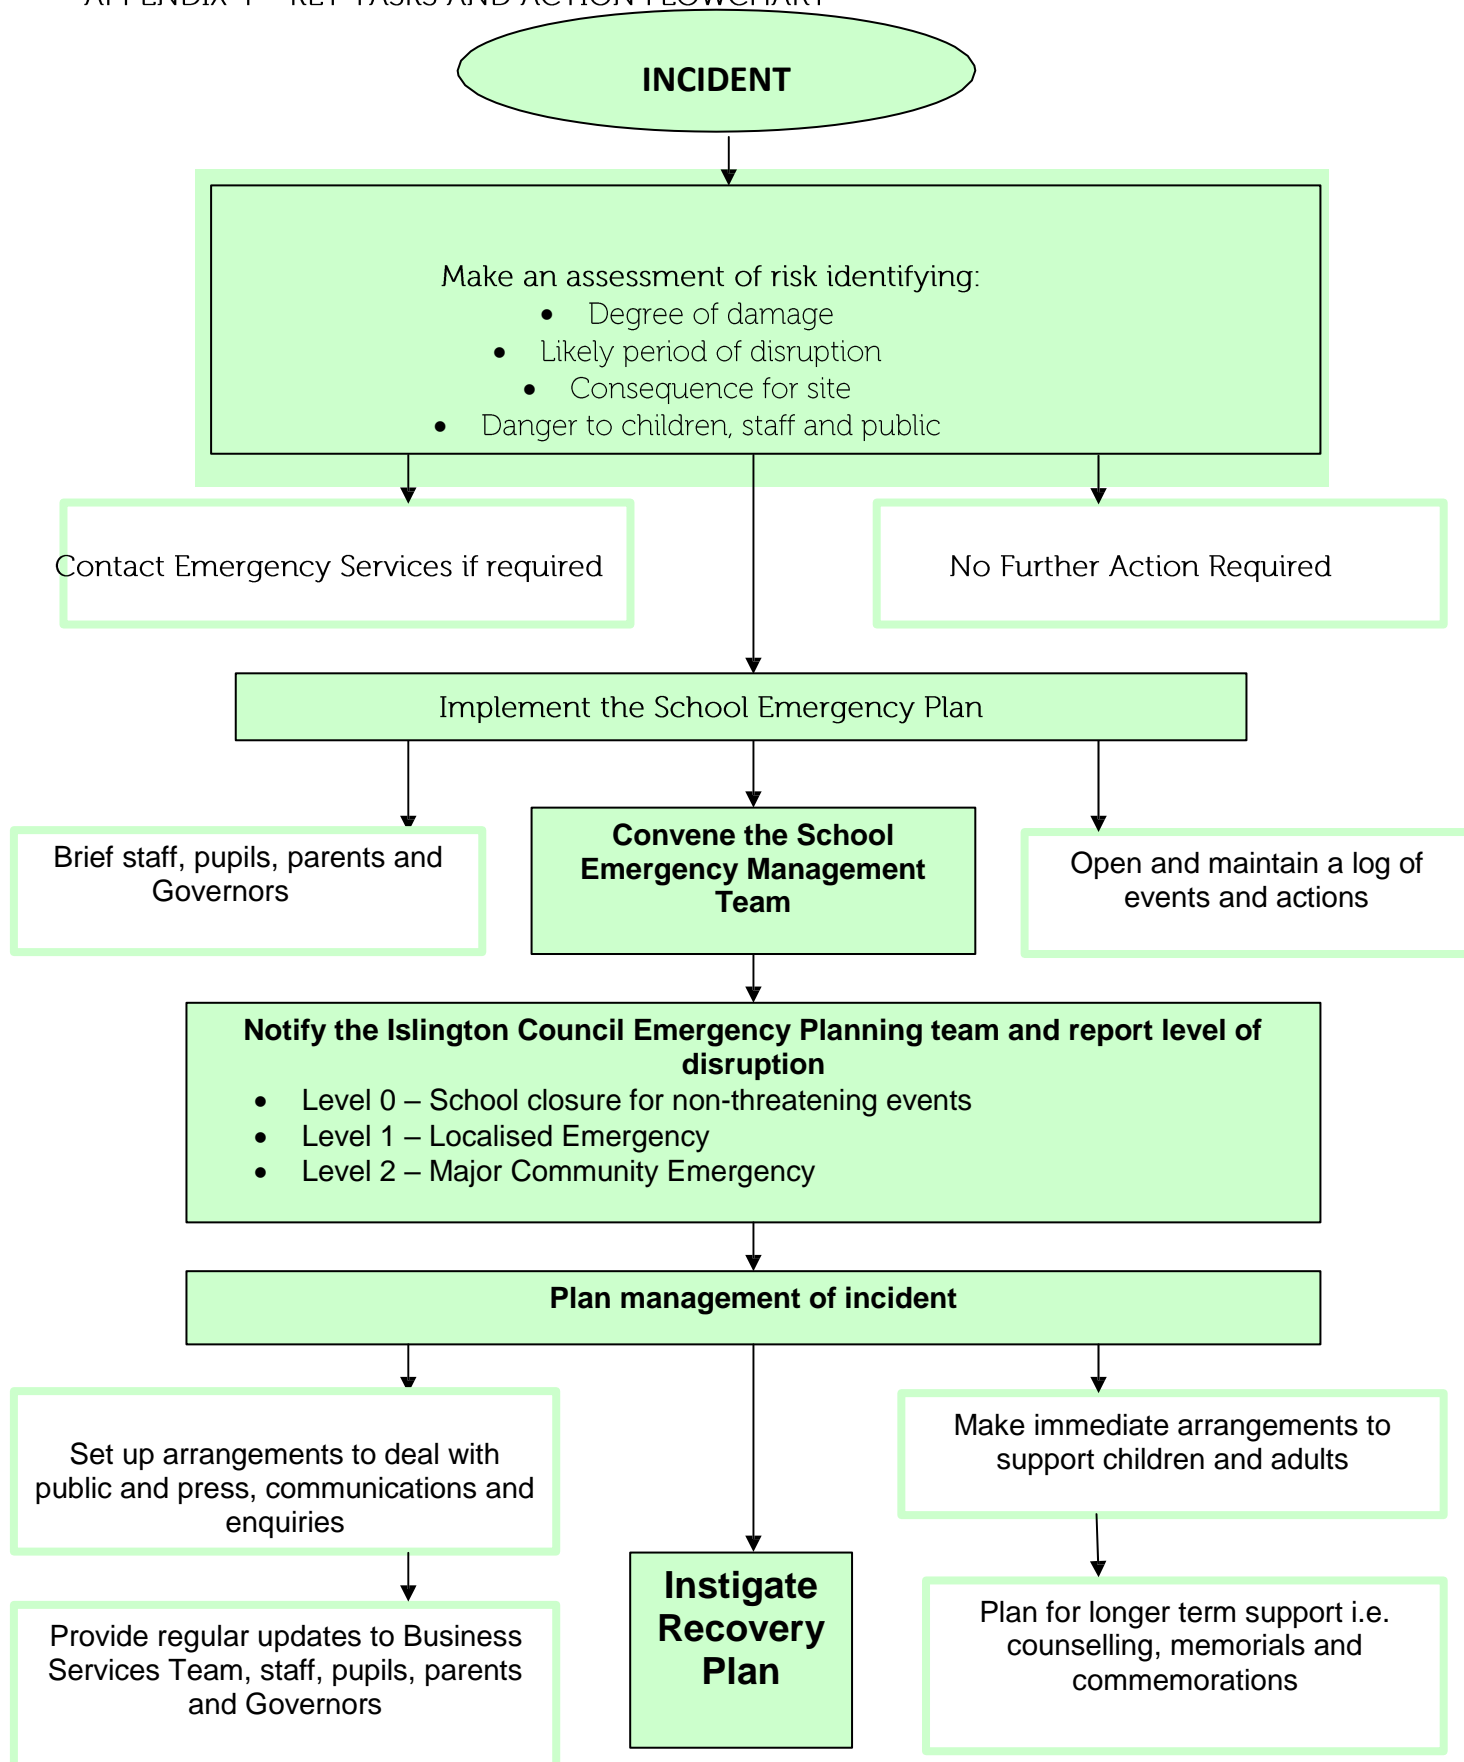 APPENDIX 1 – KEY TASKS AND ACTION FLOWCHART
INCIDENT
Make an assessment of risk identifying:
• Degree of damage
• Likely period of disruption
• Consequence for site
• Danger to children, staff and public
Contact Emergency Services if required
No Further Action Required
Implement the School Emergency Plan
Brief staff, pupils, parents and
Governors
Convene the School
Emergency Management
Team
Open and maintain a log of
events and actions
Notify the Islington Council Emergency Planning team and report level of
disruption
• Level 0 – School closure for non-threatening events
• Level 1 – Localised Emergency
• Level 2 – Major Community Emergency
Plan management of incident
Set up arrangements to deal with
public and press, communications and
enquiries
Make immediate arrangements to
support children and adults
Provide regular updates to Business
Services Team, staff, pupils, parents
and Governors
Instigate
Recovery
Plan
Plan for longer term support i.e.
counselling, memorials and
commemorations